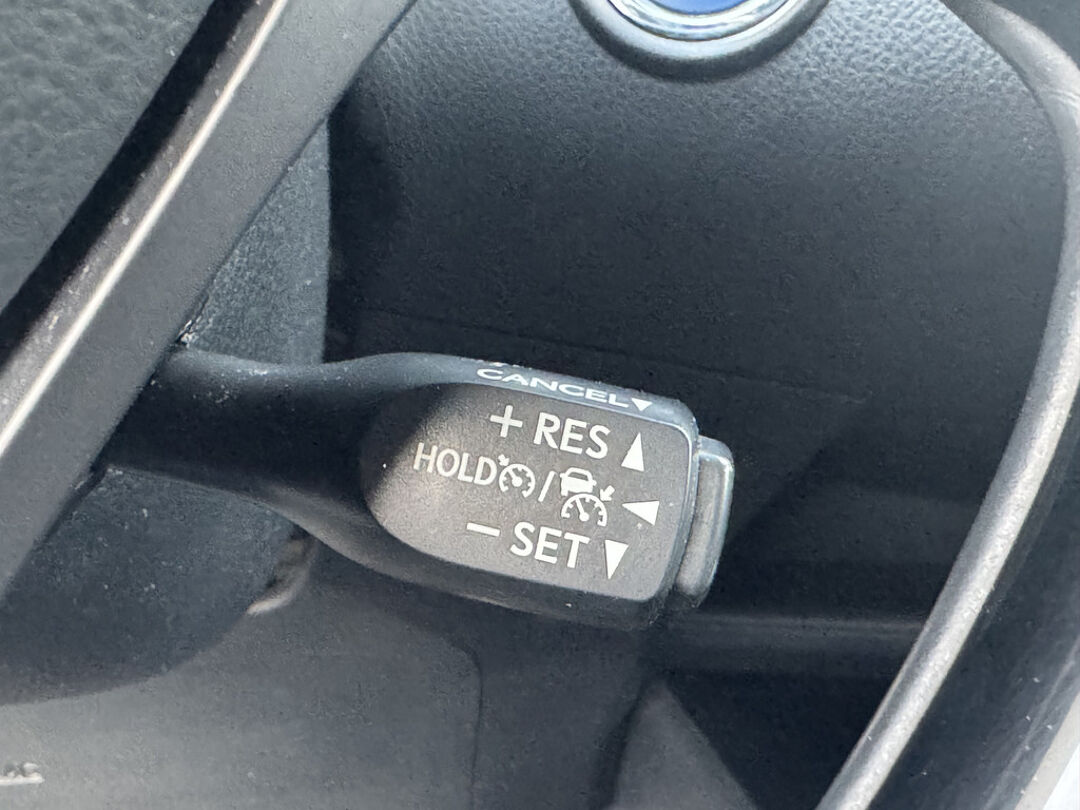 CANCEL▼
+ RES ▲
HOLD / ◀
− SET ▼